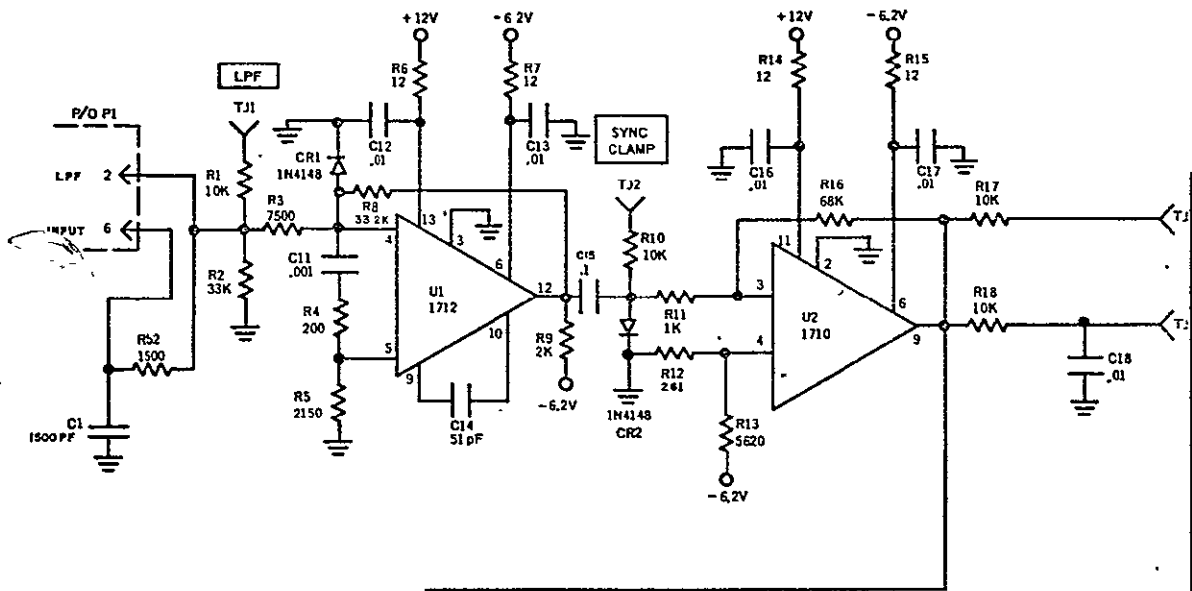 +12V
-6.2V
+12V
-6.2V
R6
12
R7
12
R14
12
R15
12
LPF
TJ1
P/O P1
C12
.01
C13
.01
SYNC
CLAMP
C16
.01
C17
.01
LPF 2
R1
10K
CR1
1N4148
TJ2
R16
68K
R17
10K
TJ
R3
7500
R8
33.2K
INPUT 6
13
3
4
C11
.001
R10
10K
11
2
R2
33K
6
C15
.1
12
3
R4
200
U1
1712
R11
1K
U2
1710
6
R18
10K
TJ
10
R9
2K
R52
1500
5
9
R12
261
4
9
C18
.01
R5
2150
C14
51pF
-6.2V
1N4148
CR2
R13
5620
C1
1500PF
-6.2V